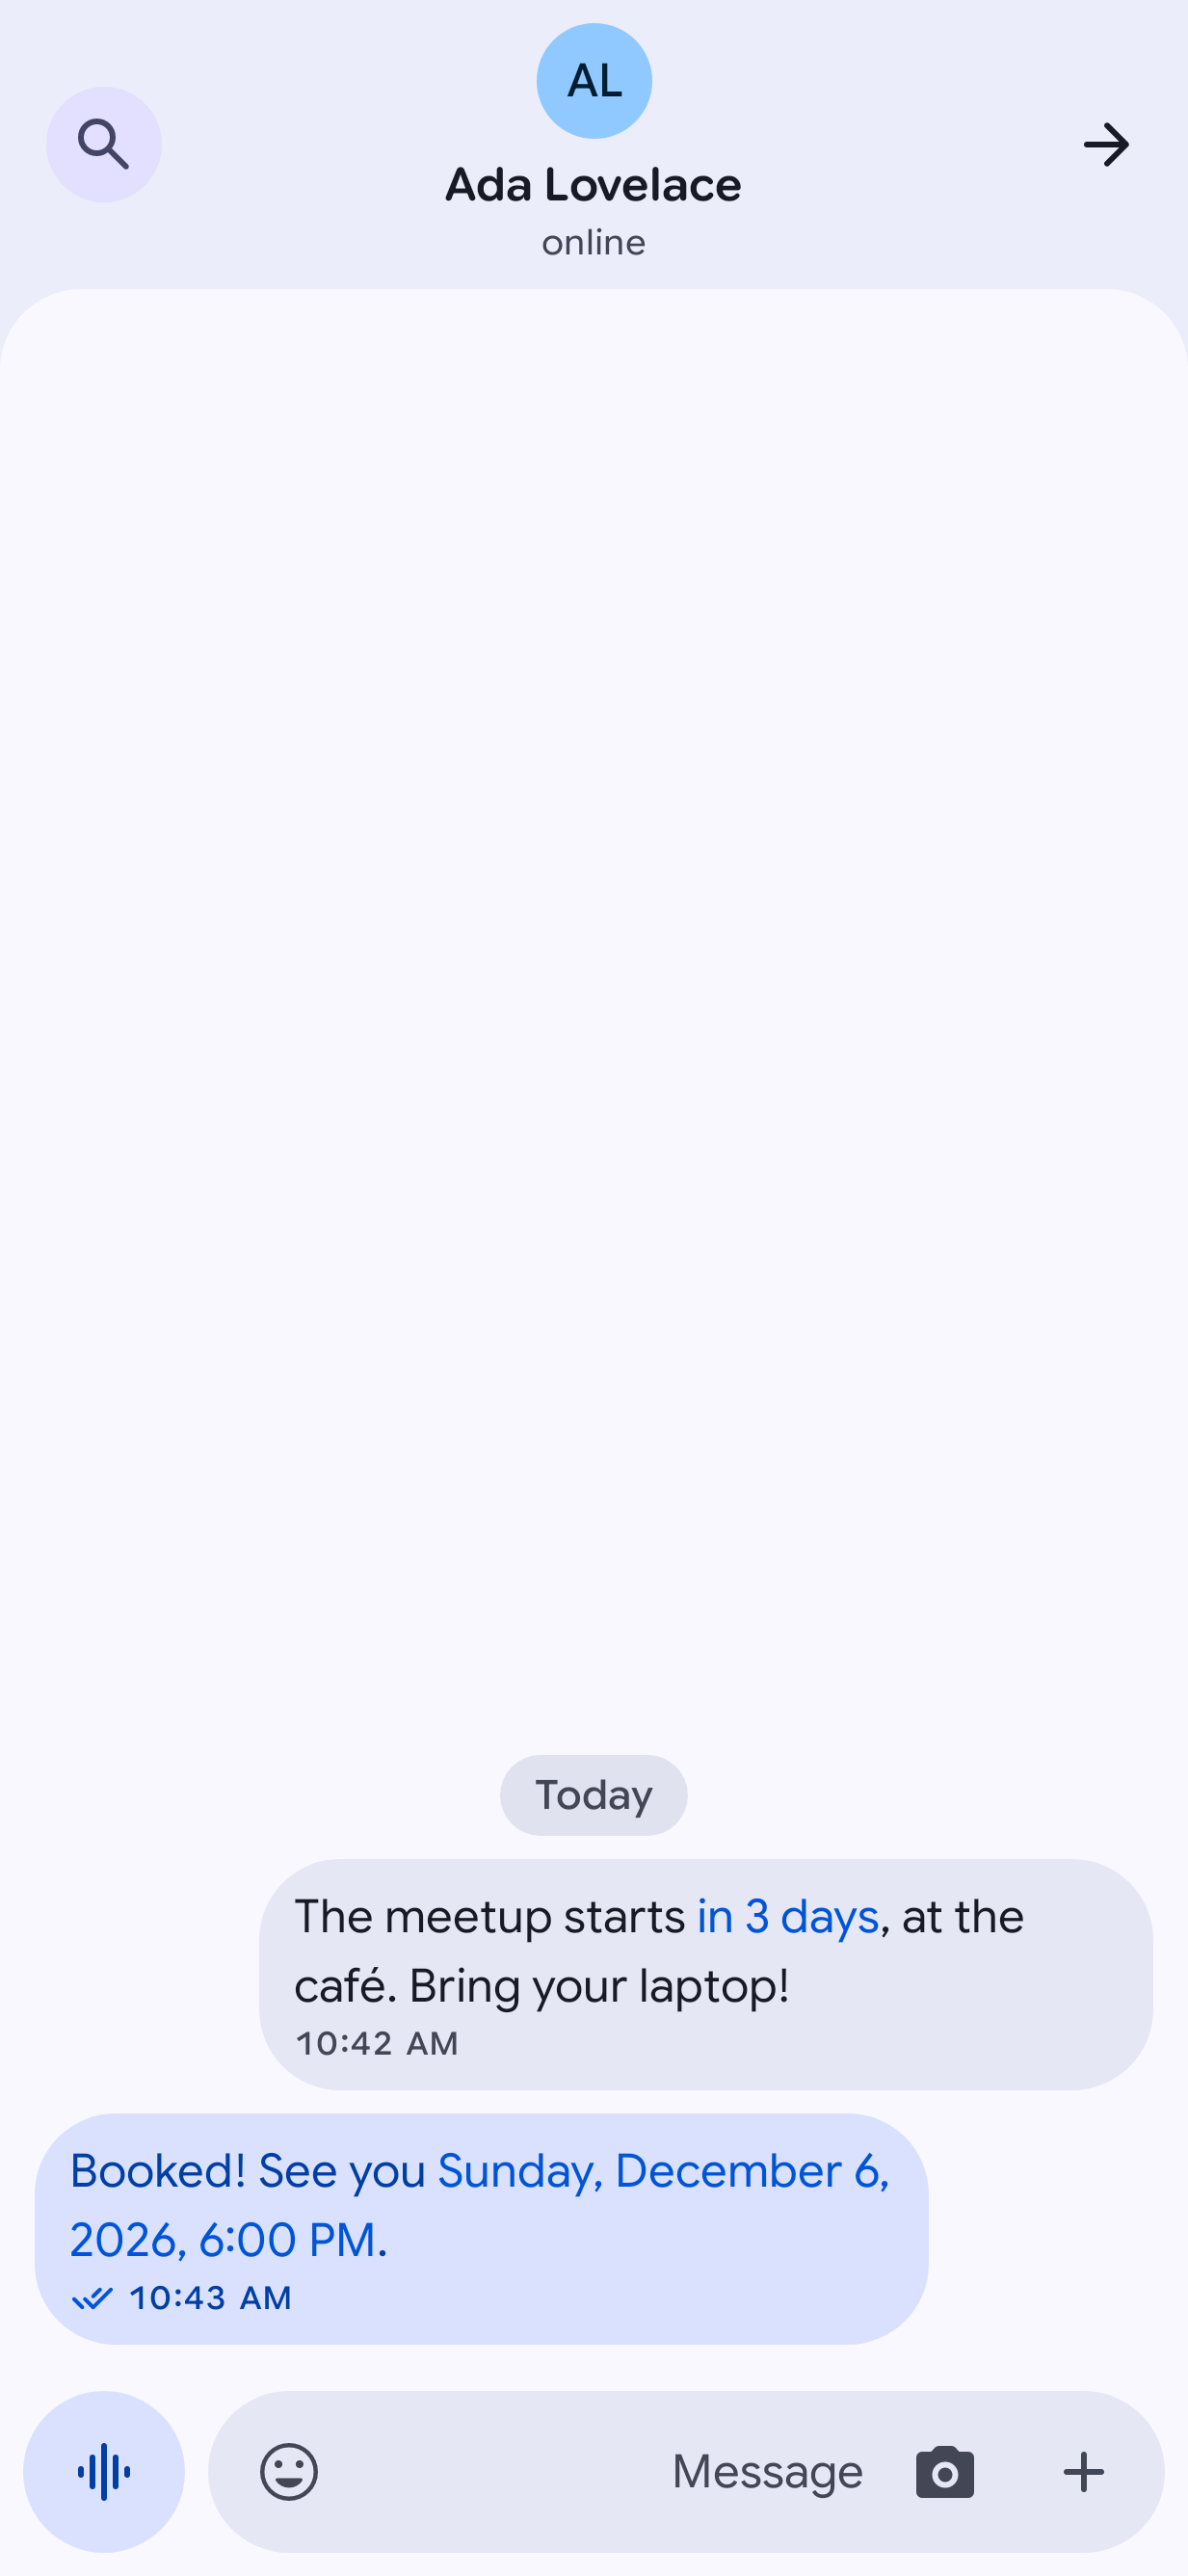 AL
Ada Lovelace
online
Today
The meetup starts in 3 days, at the
café. Bring your laptop!
10:42 AM
Booked! See you Sunday, December 6,
2026, 6:00 PM.
10:43 AM
Message